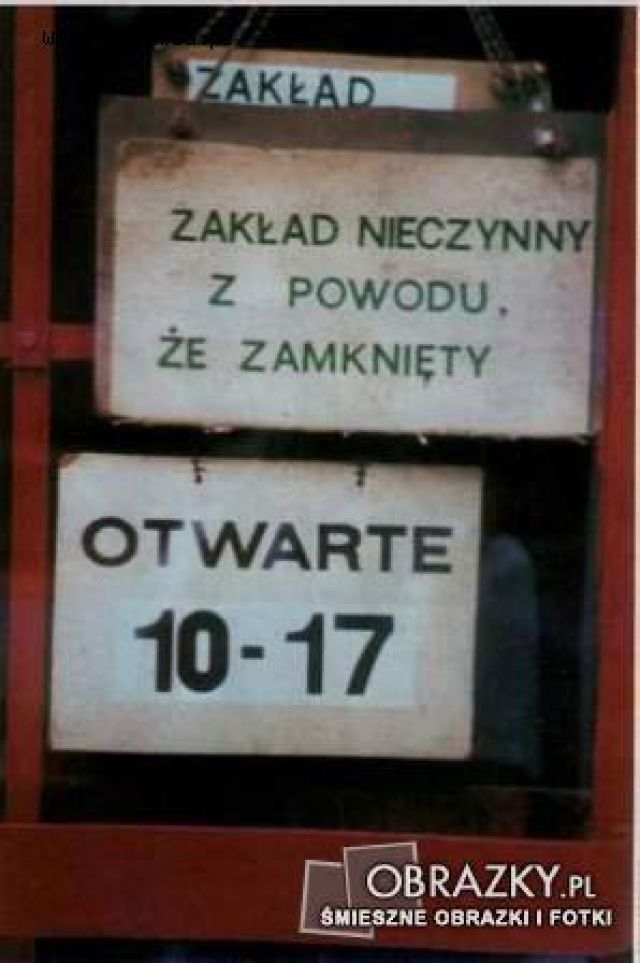 ZAKŁAD
ZAKŁAD NIECZYNNY
Z POWODU,
ŻE ZAMKNIĘTY
OTWARTE
10-17
OBRAZKY.PL
ŚMIESZNE OBRAZKI I FOTKI